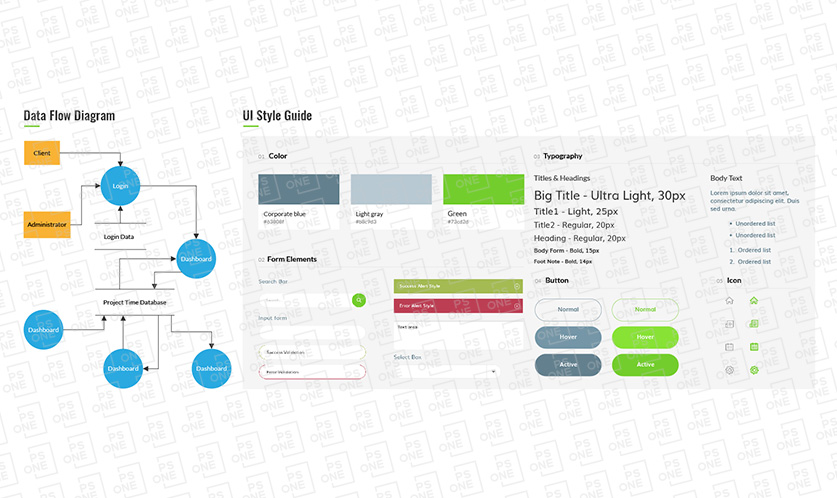 Data Flow Diagram
Client
Login
Administrator
Login Data
Dashboard
Project Time Database
Dashboard
Dashboard
Dashboard
UI Style Guide
01 Color
Corporate blue
Light gray
#b8c9d3
Green
02 Form Elements
Search Bar
Input form
Success Validation
Error Validation
Success Alert Style
Error Alert Style
Text area
Select Box
03 Typography
Titles & Headings
Big Title - Ultra Light, 30px
Title1 - Light, 25px
Title2 - Regular, 20px
Heading - Regular, 20px
Body Form - Bold, 15px
Foot Note - Bold, 14px
Body Text
Lorem ipsum dolor sit amet,
consectetur adipiscing elit. Duis
sed urna.
• Unordered list
• Unordered list
1. Ordered list
2. Ordered list
04 Button
Normal
Normal
Hover
Hover
Active
Active
05 Icon
PS ONE